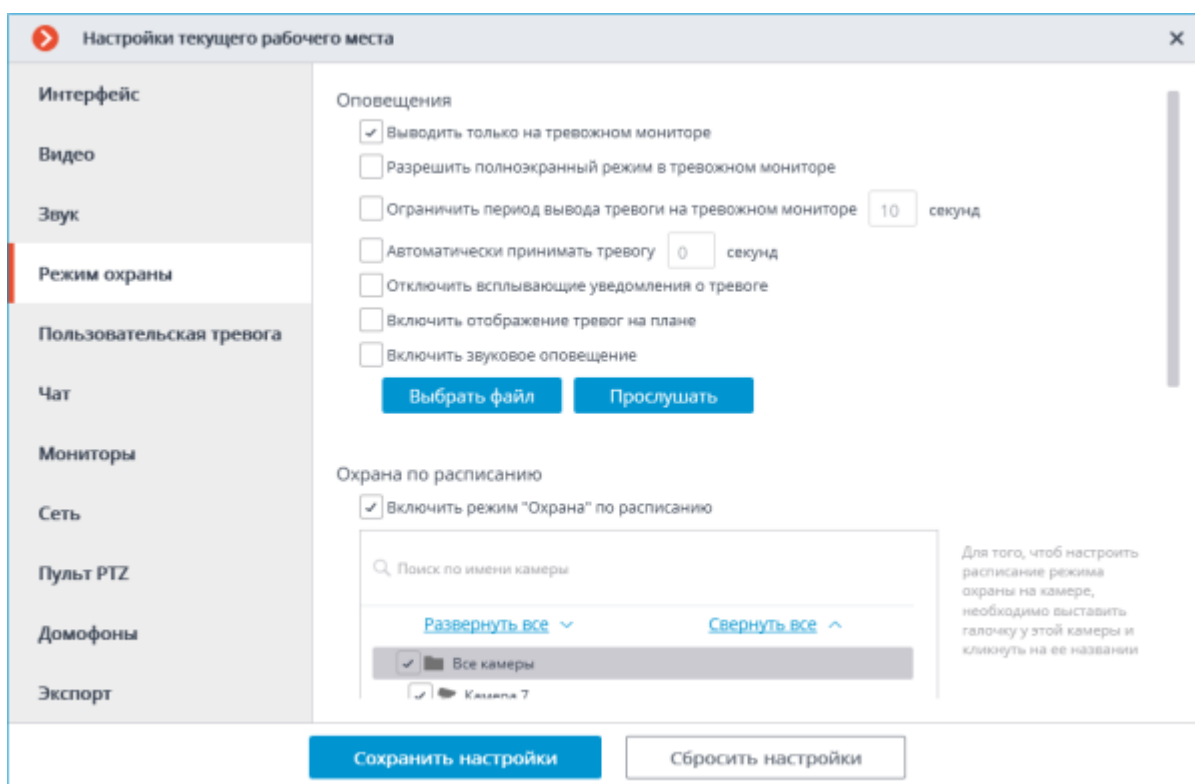 Настройки текущего рабочего места
Интерфейс
Видео
Звук
Режим охраны
Пользовательская тревога
Чат
Мониторы
Сеть
Пульт PTZ
Домофоны
Экспорт
Оповещения
Выводить только на тревожном мониторе
Разрешить полноэкранный режим в тревожном мониторе
Ограничить период вывода тревоги на тревожном мониторе 10 секунд
Автоматически принимать тревогу 0 секунд
Отключить всплывающие уведомления о тревоге
Включить отображение тревог на плане
Включить звуковое оповещение
Выбрать файл Прослушать
Охрана по расписанию
Включить режим "Охрана" по расписанию
Поиск по имени камеры
Развернуть все Свернуть все
Все камеры
Камера 7
Для того, чтоб настроить
расписание режима
охраны на камере,
необходимо выставить
галочку у этой камеры и
кликнуть на ее названии
Сохранить настройки Сбросить настройки